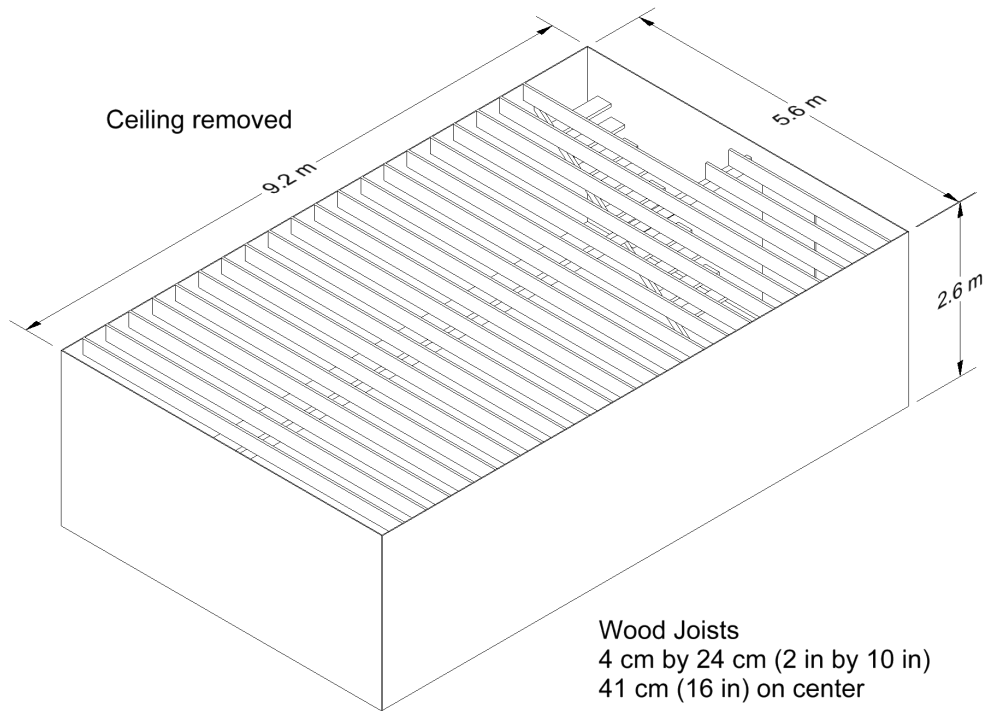 Ceiling removed
9.2 m
5.6 m
2.6 m
Wood Joists
4 cm by 24 cm (2 in by 10 in)
41 cm (16 in) on center